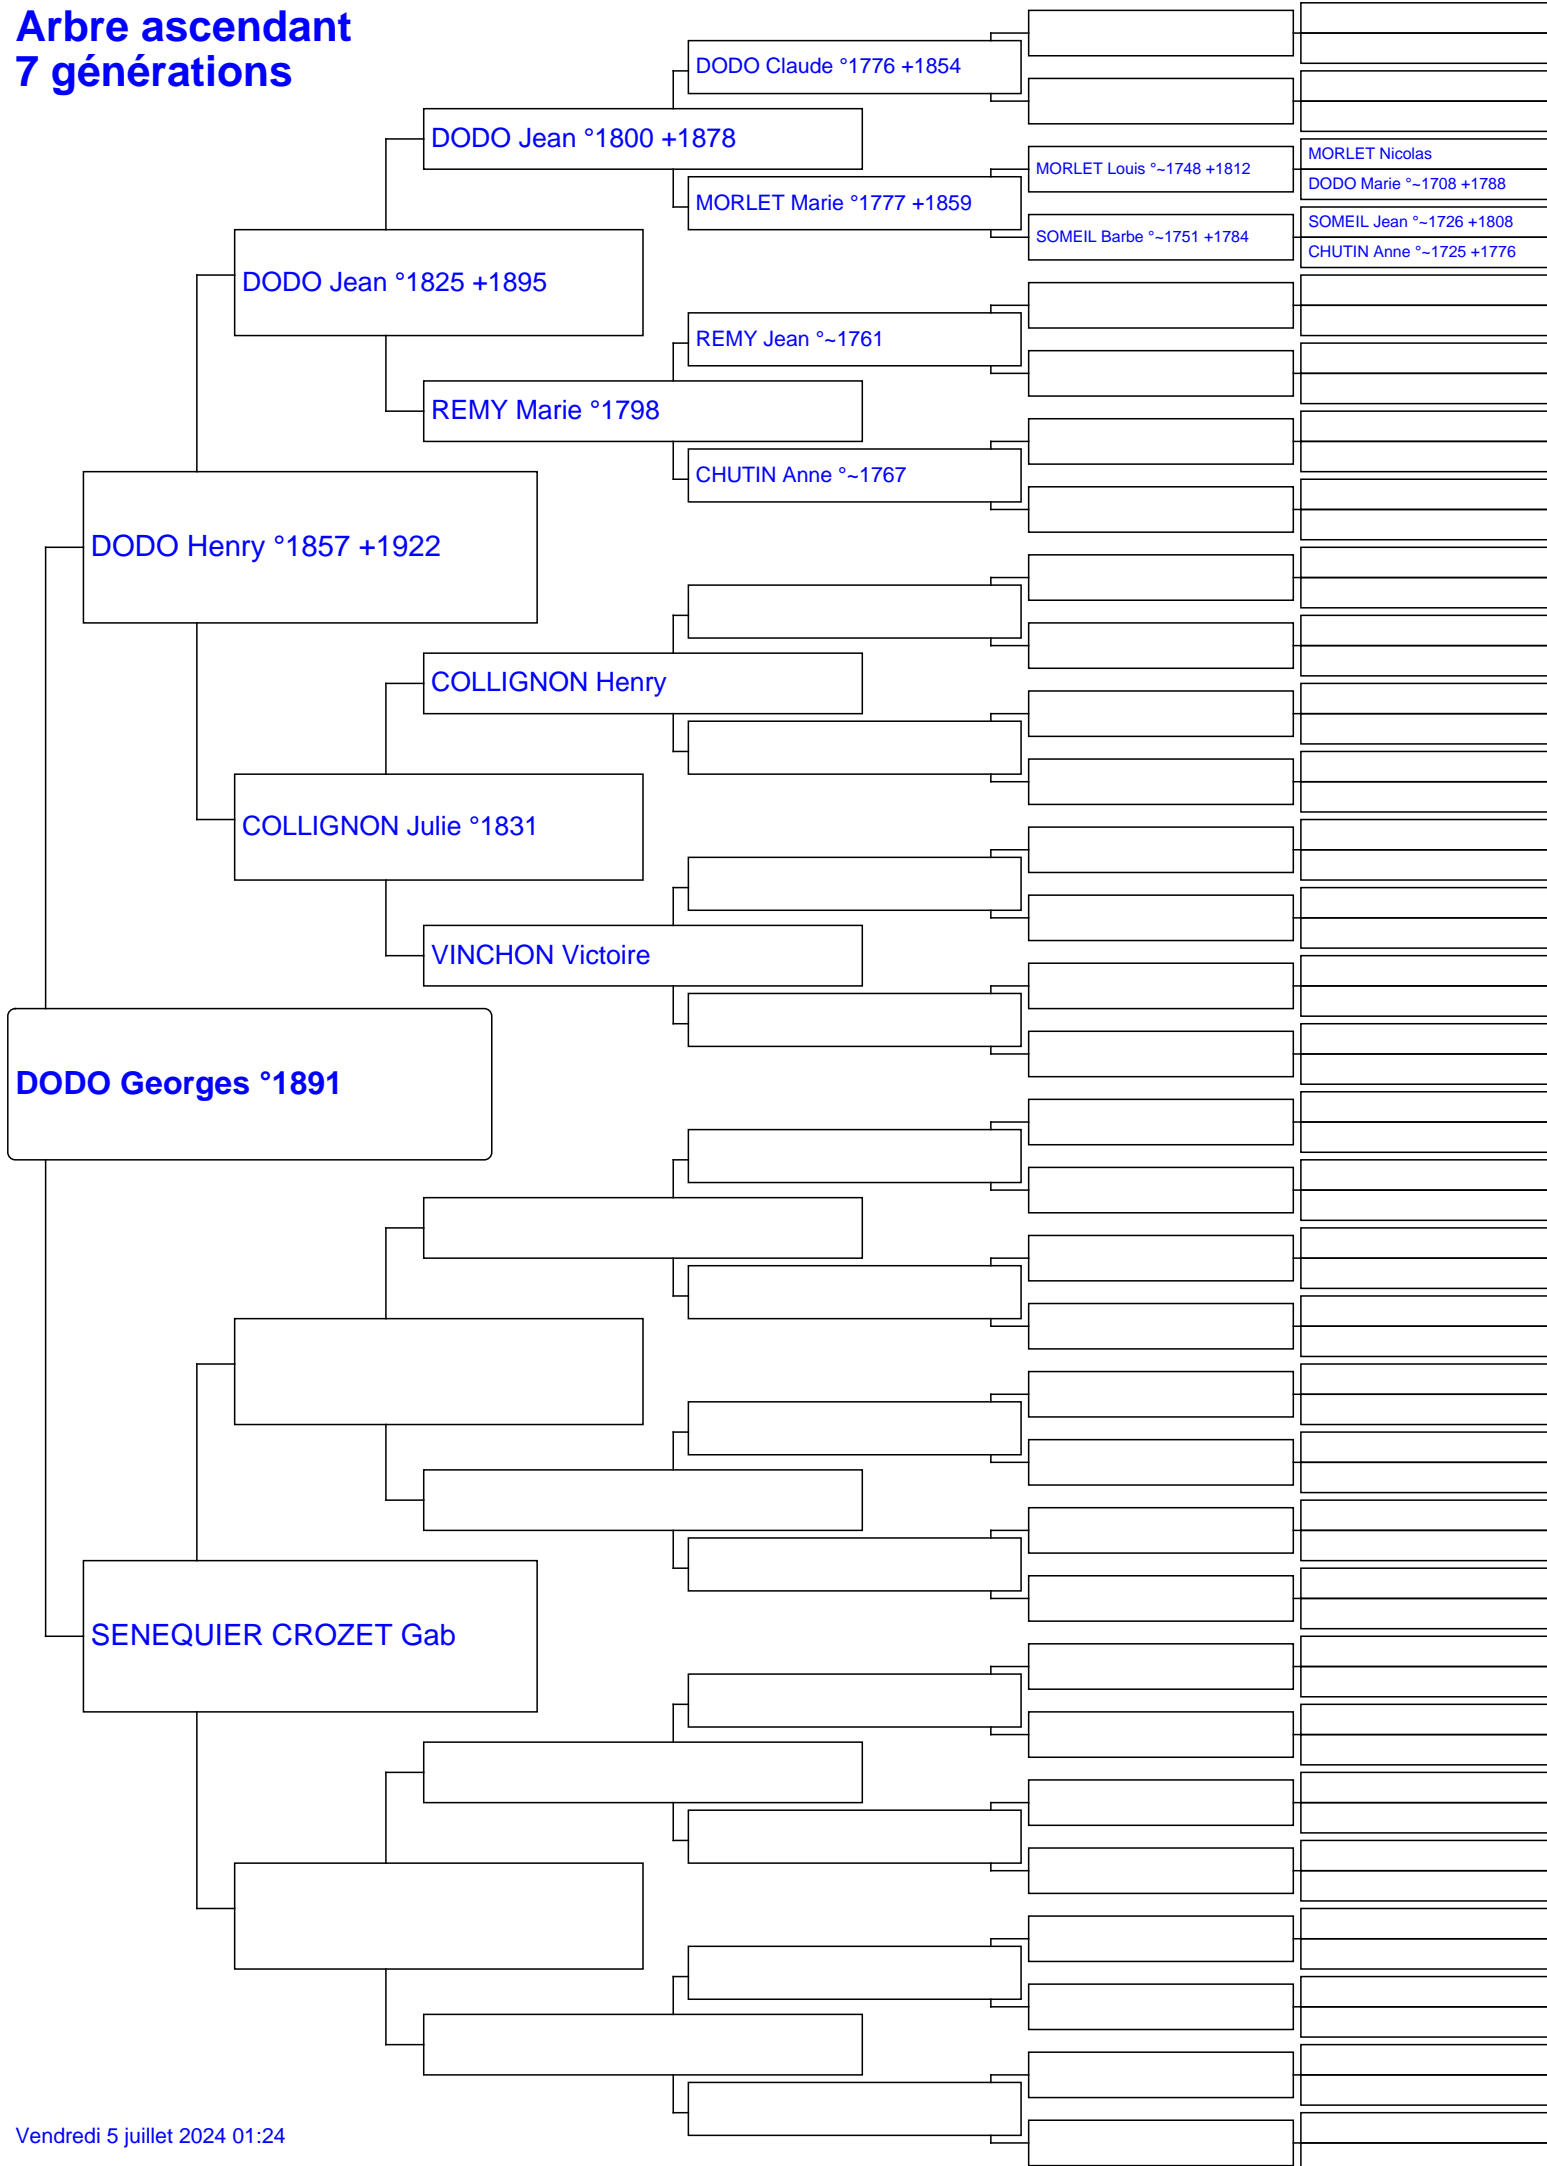 Arbre ascendant
7 générations
DODO Claude °1776 +1854
DODO Jean °1800 +1878
MORLET Louis °~1748 +1812
MORLET Nicolas
DODO Marie °~1708 +1788
MORLET Marie °1777 +1859
SOMEIL Barbe °~1751 +1784
SOMEIL Jean °~1726 +1808
CHUTIN Anne °~1725 +1776
DODO Jean °1825 +1895
REMY Jean °~1761
REMY Marie °1798
CHUTIN Anne °~1767
DODO Henry °1857 +1922
COLLIGNON Henry
COLLIGNON Julie °1831
VINCHON Victoire
DODO Georges °1891
SENEQUIER CROZET Gab
Vendredi 5 juillet 2024 01:24